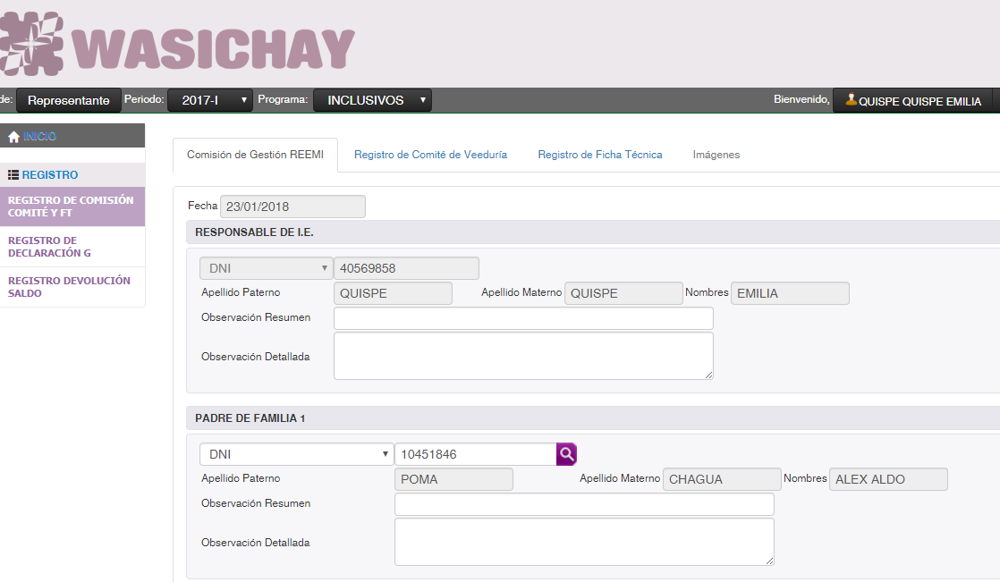 WASICHAY
de: Representante Periodo: 2017-I Programa: INCLUSIVOS Bienvenido, QUISPE QUISPE EMILIA
INICIO
REGISTRO
REGISTRO DE COMISIÓN
COMITÉ Y FT
REGISTRO DE
DECLARACIÓN G
REGISTRO DEVOLUCIÓN
SALDO
Comisión de Gestión REEMI Registro de Comité de Veeduría Registro de Ficha Técnica Imágenes
Fecha 23/01/2018
RESPONSABLE DE I.E.
DNI 40569858
Apellido Paterno QUISPE Apellido Materno QUISPE Nombres EMILIA
Observación Resumen
Observación Detallada
PADRE DE FAMILIA 1
DNI 10451846
Apellido Paterno POMA Apellido Materno CHAGUA Nombres ALEX ALDO
Observación Resumen
Observación Detallada